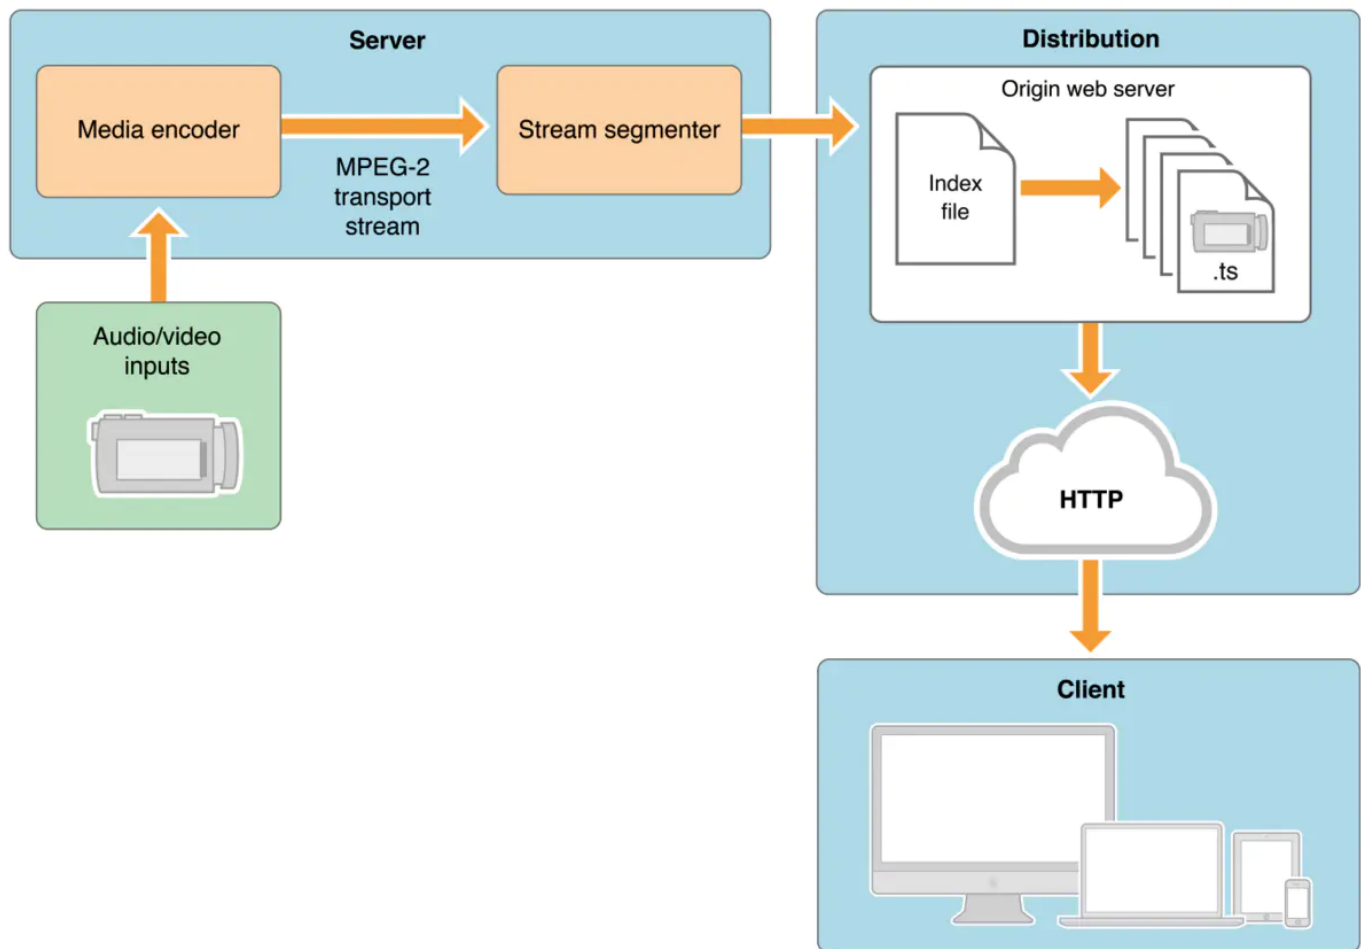 Server
Media encoder
MPEG-2
transport
stream
Stream segmenter
Audio/video
inputs
Distribution
Origin web server
Index
file
.ts
HTTP
Client